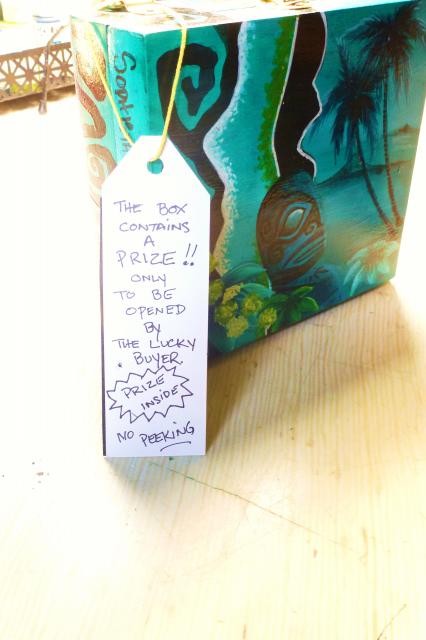 THE BOX
CONTAINS
A
PRIZE!!
ONLY
TO BE
OPENED
BY
THE LUCKY
BUYER.
PRIZE
INSIDE
NO PEEKING